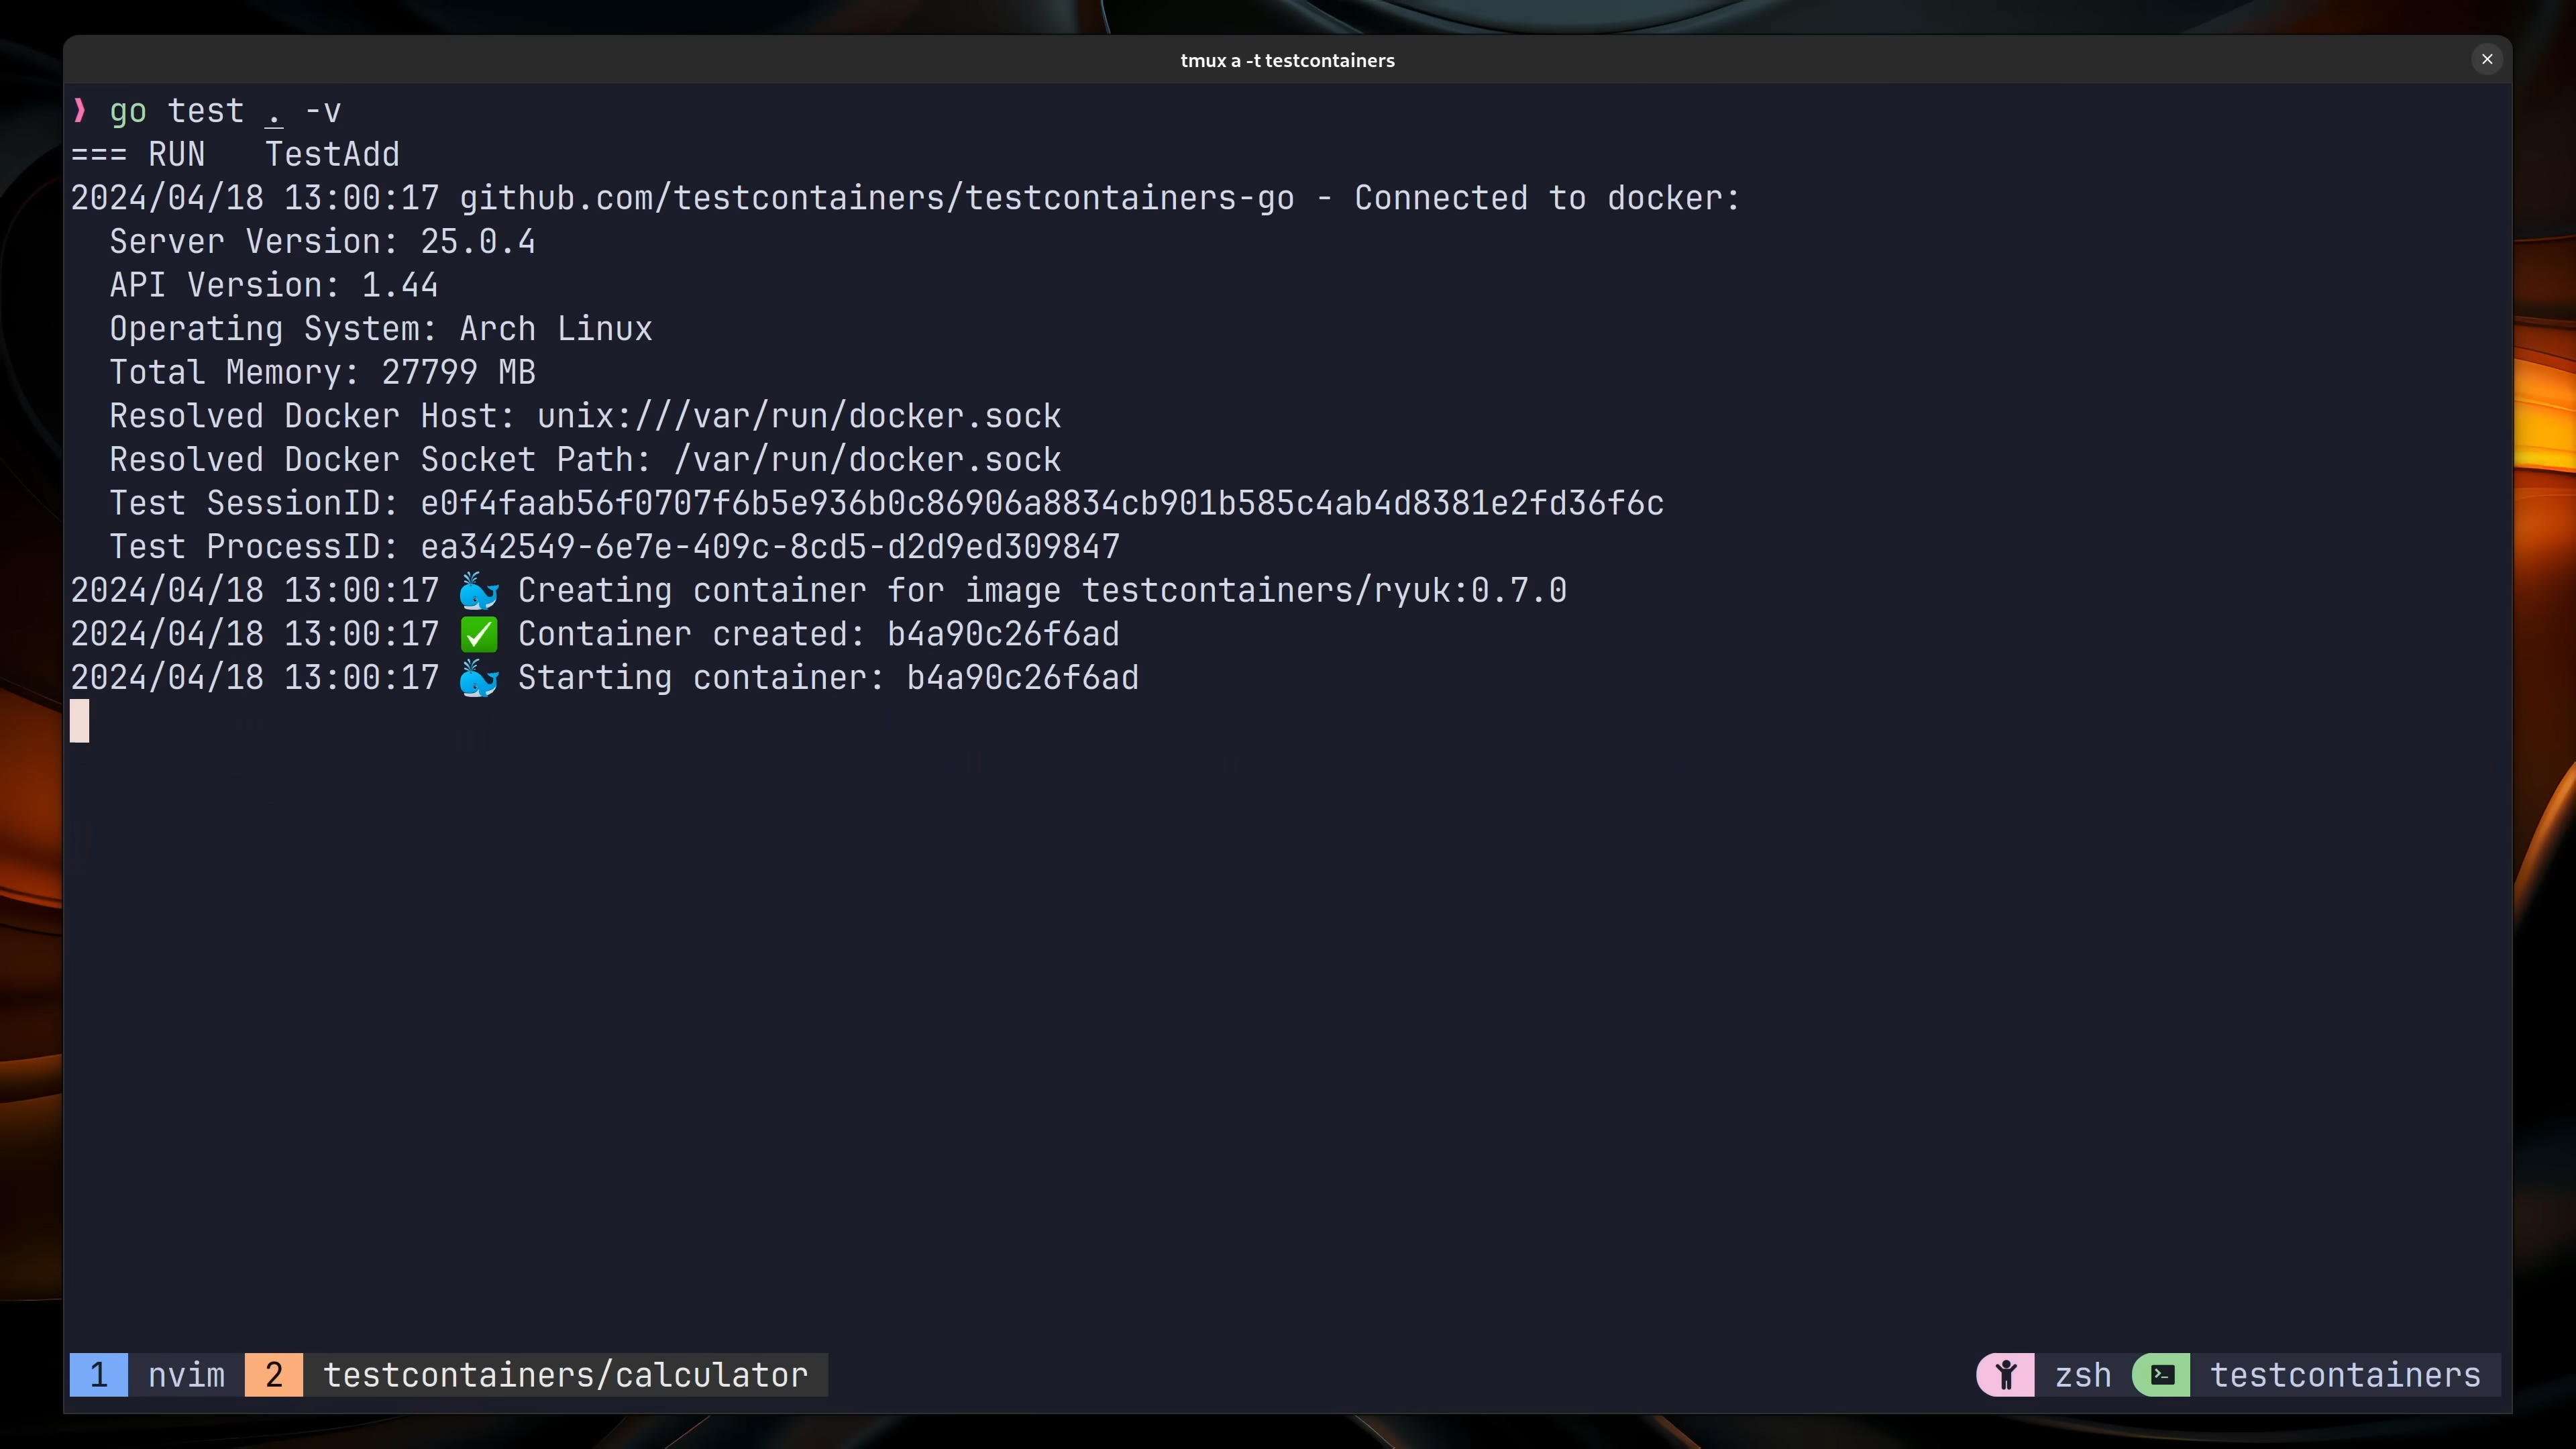 tmux a -t testcontainers
❯ go test . -v
=== RUN   TestAdd
2024/04/18 13:00:17 github.com/testcontainers/testcontainers-go - Connected to docker:
  Server Version: 25.0.4
  API Version: 1.44
  Operating System: Arch Linux
  Total Memory: 27799 MB
  Resolved Docker Host: unix:///var/run/docker.sock
  Resolved Docker Socket Path: /var/run/docker.sock
  Test SessionID: e0f4faab56f0707f6b5e936b0c86906a8834cb901b585c4ab4d8381e2fd36f6c
  Test ProcessID: ea342549-6e7e-409c-8cd5-d2d9ed309847
2024/04/18 13:00:17 🐳 Creating container for image testcontainers/ryuk:0.7.0
2024/04/18 13:00:17 ✅ Container created: b4a90c26f6ad
2024/04/18 13:00:17 🐳 Starting container: b4a90c26f6ad
1 nvim 2 testcontainers/calculator zsh testcontainers